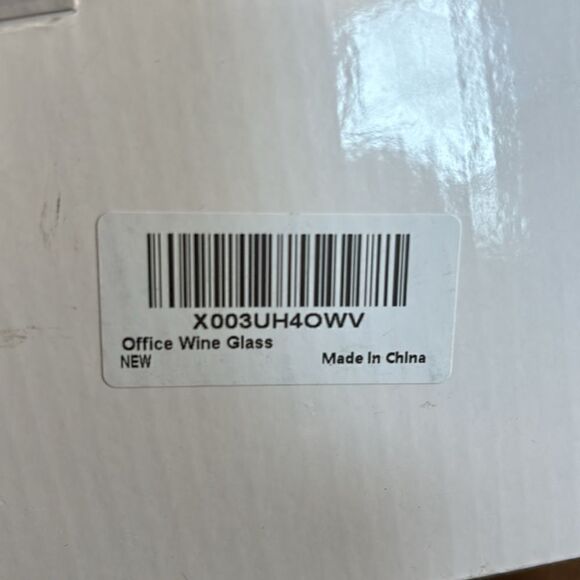 X003UH4OWV
Office Wine Glass
NEW
Made in China